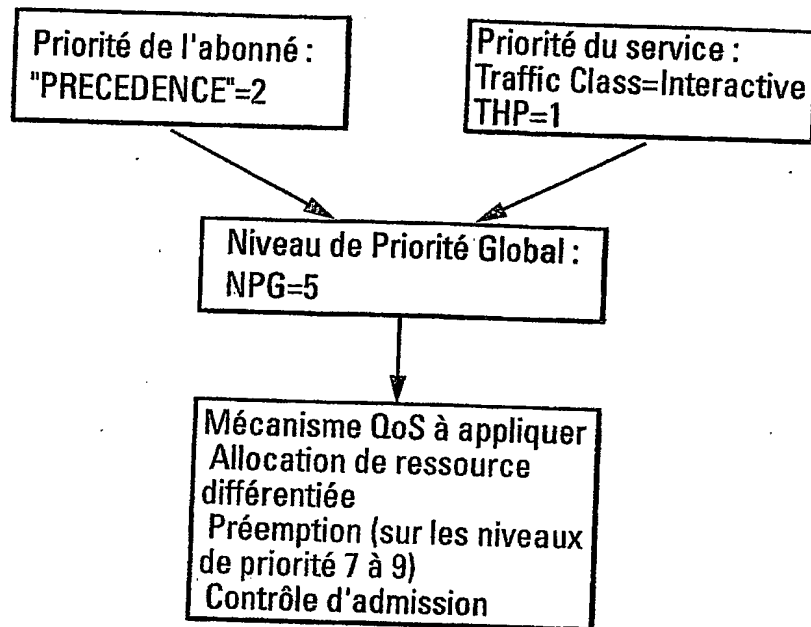 Priorité de l'abonné :
"PRECEDENCE"=2
Priorité du service :
Traffic Class=Interactive
THP=1
Niveau de Priorité Global :
NPG=5
Mécanisme QoS à appliquer
Allocation de ressource
différentiée
Préemption (sur les niveaux
de priorité 7 à 9)
Contrôle d'admission